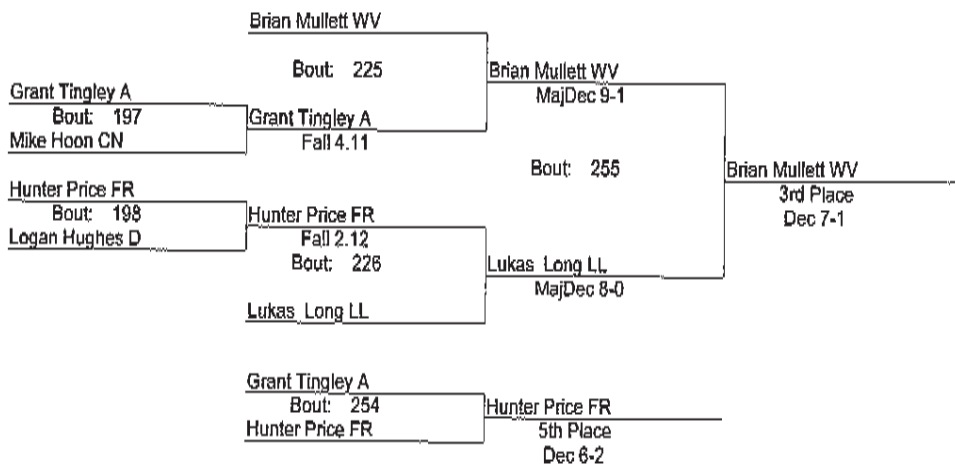 Brian Mullett WV
Bout: 225
Brian Mullett WV
MajDec 9-1
Grant Tingley A
Bout: 197
Mike Hoon CN
Grant Tingley A
Fall 4.11
Bout: 255
Brian Mullett WV
3rd Place
Dec 7-1
Hunter Price FR
Bout: 198
Logan Hughes D
Hunter Price FR
Fall 2.12
Bout: 226
Lukas Long LL
MajDec 8-0
Lukas Long LL
Grant Tingley A
Bout: 254
Hunter Price FR
Hunter Price FR
5th Place
Dec 6-2